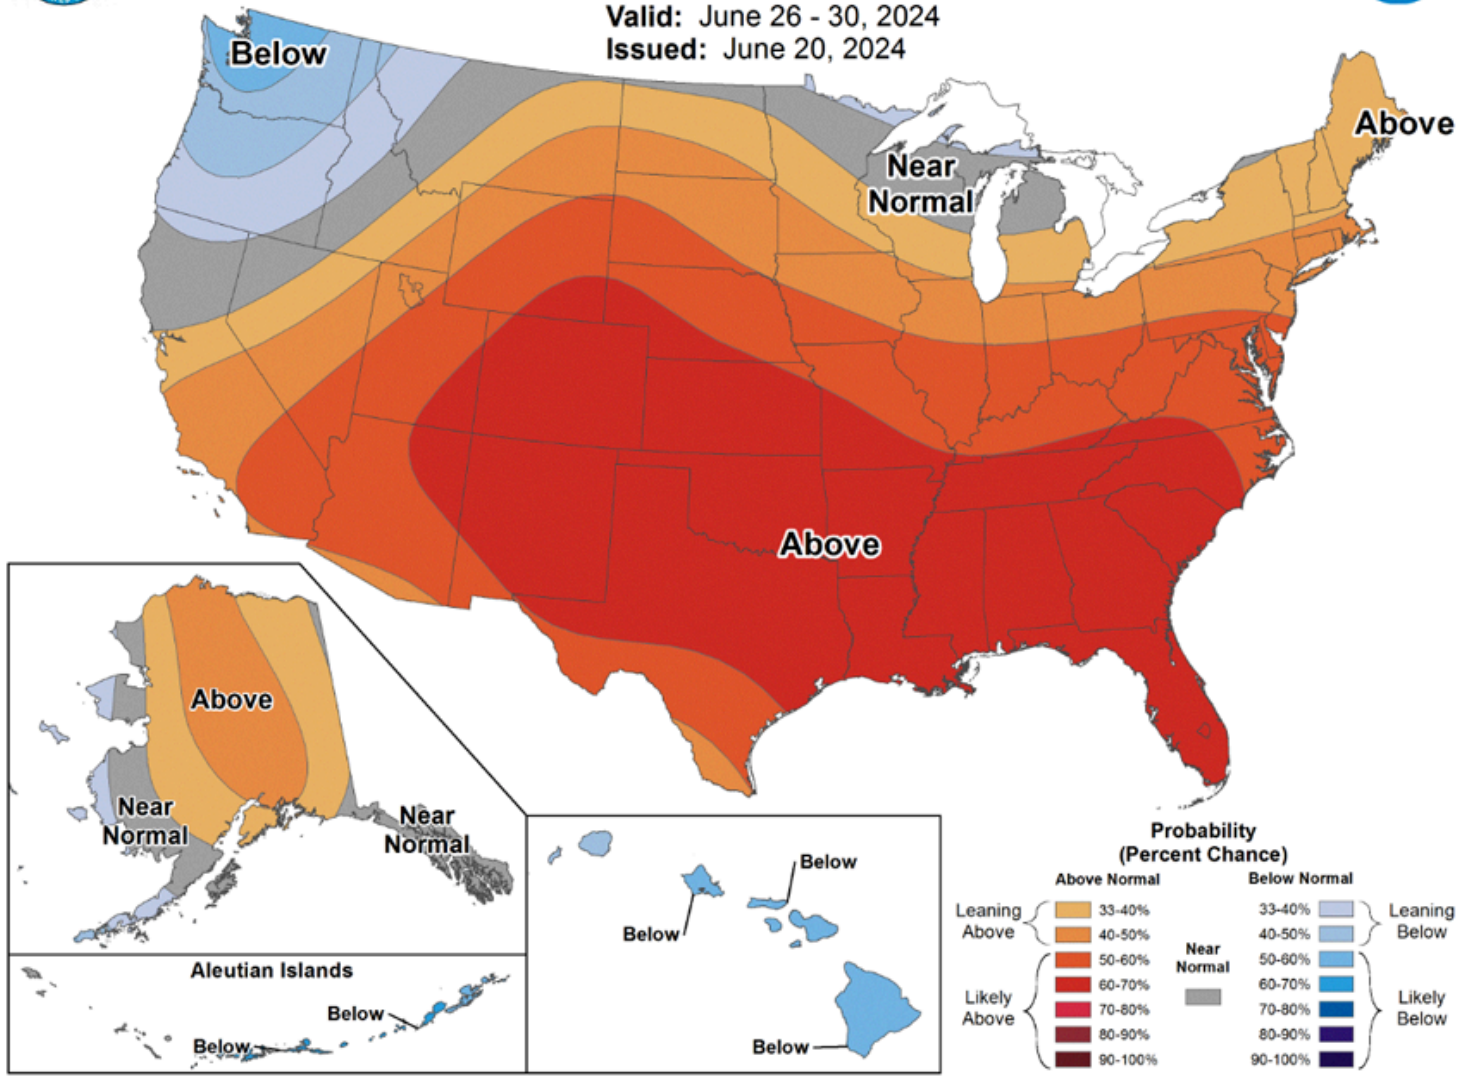 Valid: June 26 - 30, 2024
Issued: June 20, 2024
Below
Above
Near
Normal
Above
Above
Near
Normal
Near
Normal
Aleutian Islands
Below
Below
Below
Below
Below
Probability
(Percent Chance)
Above Normal
Below Normal
Leaning
Above
33-40%
40-50%
Likely
Above
50-60%
60-70%
70-80%
80-90%
90-100%
Near
Normal
33-40%
40-50%
Leaning
Below
50-60%
60-70%
70-80%
80-90%
90-100%
Likely
Below